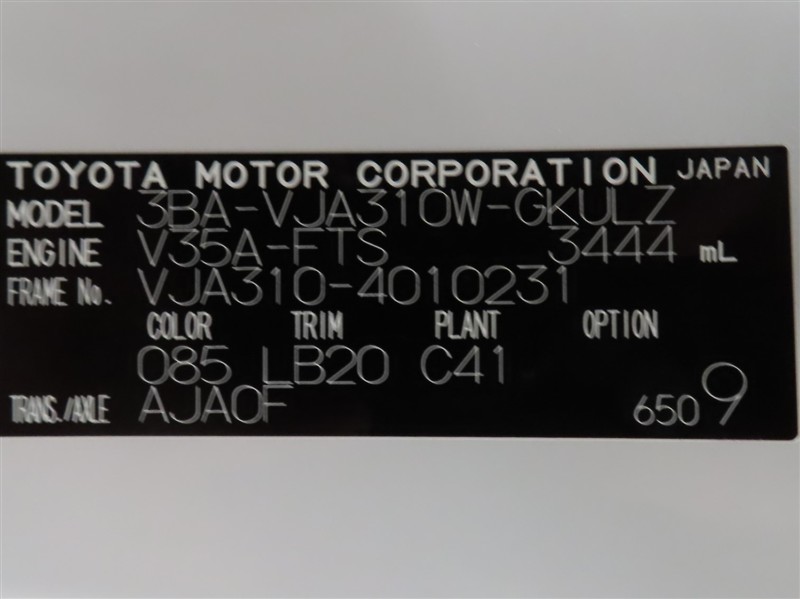 TOYOTA MOTOR CORPORATION JAPAN
MODEL 3BA-VJA310W-GKULZ
ENGINE V35A-FTS 3444 mL
FRAME No. VJA310-4010231
COLOR TRIM PLANT OPTION
085 LB20 C41
TRANS./AXLE AJA0F 650 9